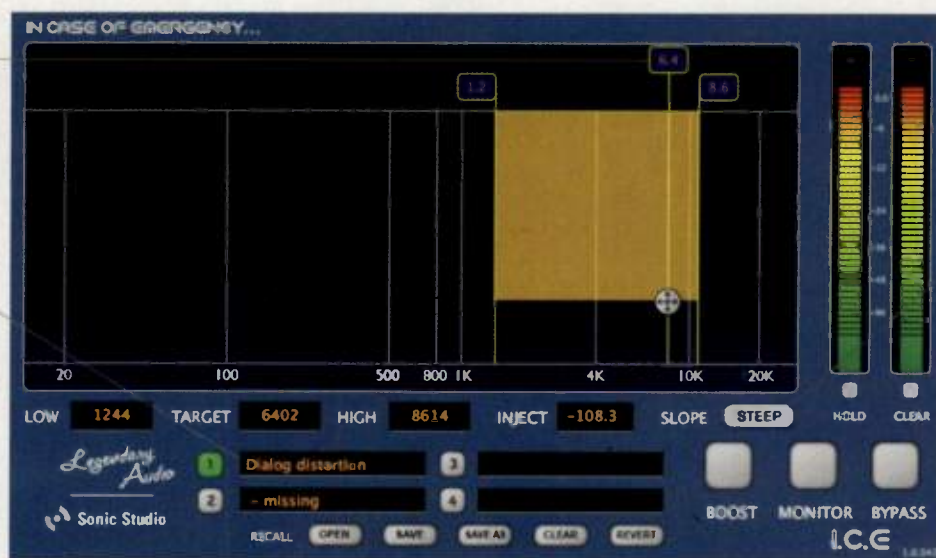 IN CASE OF EMERGENCY...
6.4
1.2
8.6
20 100 500 800 1K 4K 10K 20K
HOLD CLEAR
LOW 1244 TARGET 6402 HIGH 8614 INJECT -108.3 SLOPE STEEP
Legendary Audio
1 Dialog distortion 3
2 - missing 4
Sonic Studio
RECALL OPEN SAVE SAVE AS CLEAR REVERT
BOOST MONITOR BYPASS
I.C.E